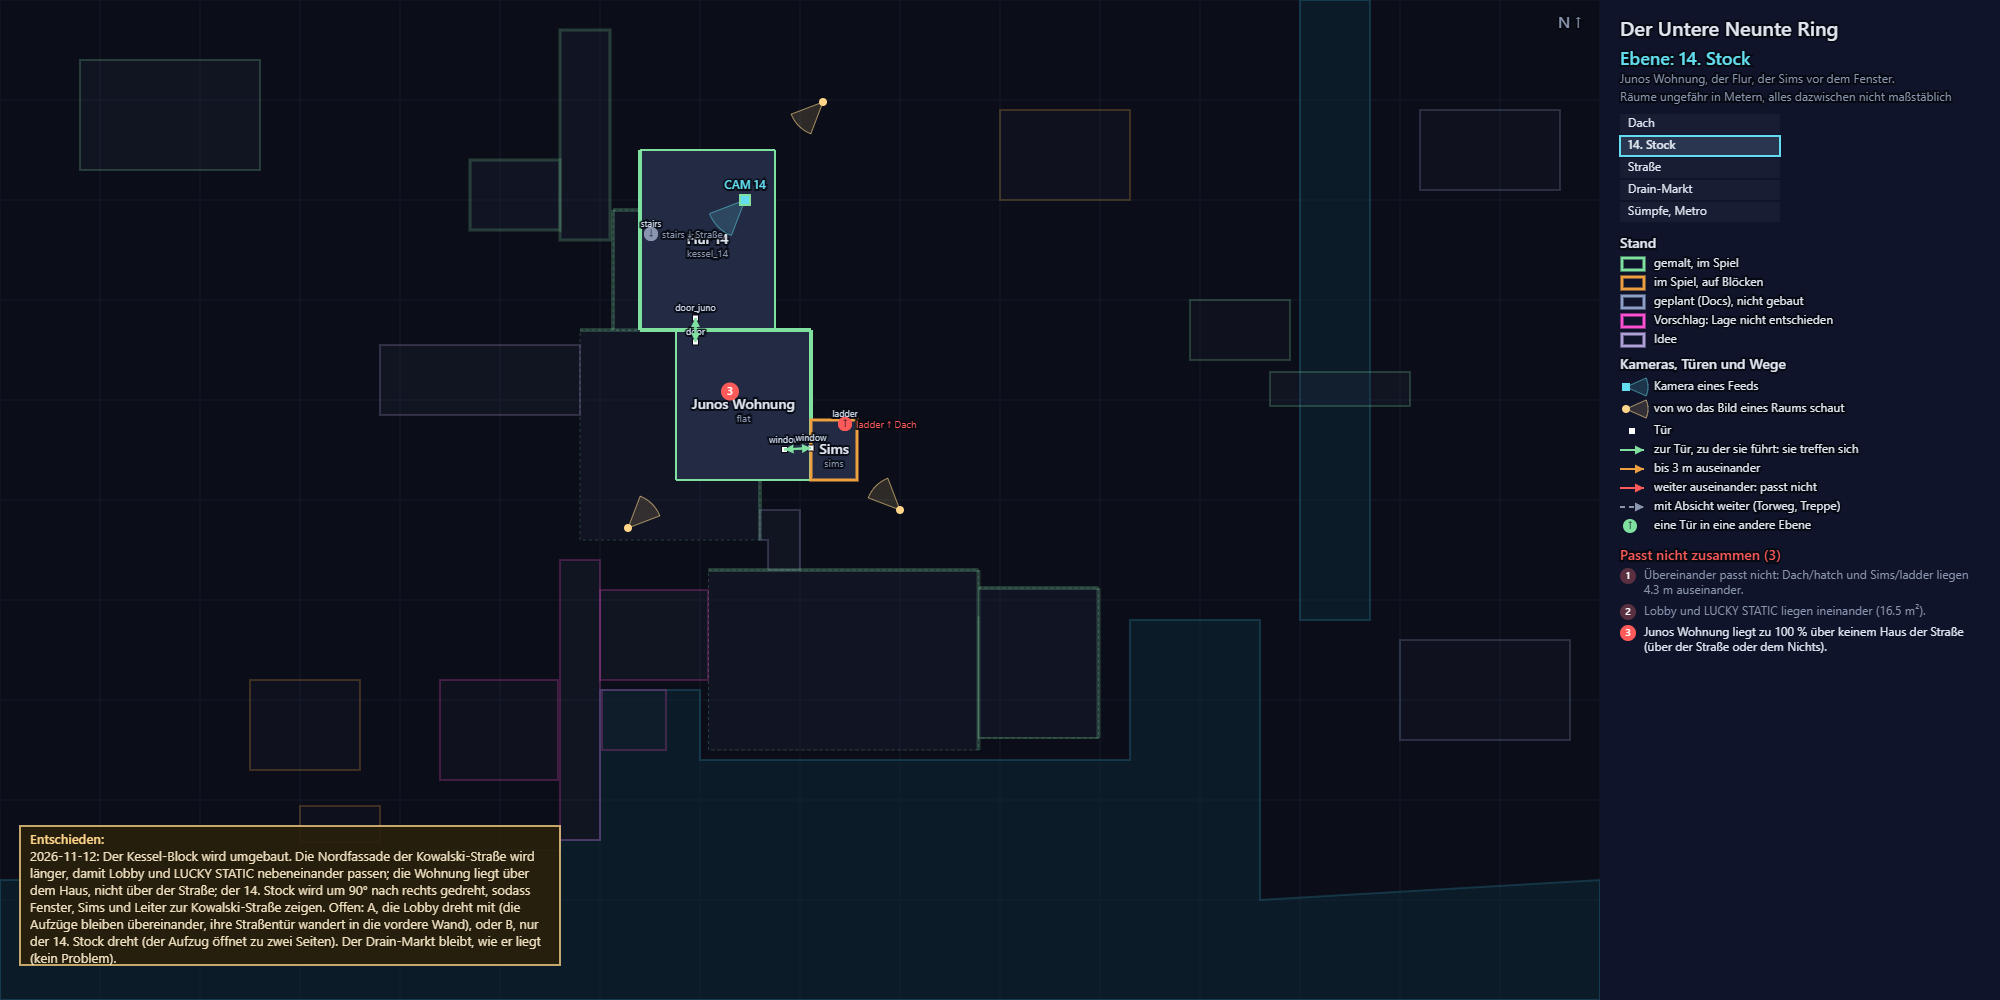 N ↑
CAM 14
stairs
stairs ↓ Straße
Flur 14
kessel_14
door_juno
door
3
Junos Wohnung
flat
window
window
ladder
↑
ladder ↑ Dach
Sims
sims
Entschieden:
2026-11-12: Der Kessel-Block wird umgebaut. Die Nordfassade der Kowalski-Straße wird
länger, damit Lobby und LUCKY STATIC nebeneinander passen; die Wohnung liegt über
dem Haus, nicht über der Straße; der 14. Stock wird um 90° nach rechts gedreht, sodass
Fenster, Sims und Leiter zur Kowalski-Straße zeigen. Offen: A, die Lobby dreht mit (die
Aufzüge bleiben übereinander, ihre Straßentür wandert in die vordere Wand), oder B, nur
der 14. Stock dreht (der Aufzug öffnet zu zwei Seiten). Der Drain-Markt bleibt, wie er liegt
(kein Problem).
Der Untere Neunte Ring
Ebene: 14. Stock
Junos Wohnung, der Flur, der Sims vor dem Fenster.
Räume ungefähr in Metern, alles dazwischen nicht maßstäblich
Dach
14. Stock
Straße
Drain-Markt
Sümpfe, Metro
Stand
gemalt, im Spiel
im Spiel, auf Blöcken
geplant (Docs), nicht gebaut
Vorschlag: Lage nicht entschieden
Idee
Kameras, Türen und Wege
Kamera eines Feeds
von wo das Bild eines Raums schaut
Tür
zur Tür, zu der sie führt: sie treffen sich
bis 3 m auseinander
weiter auseinander: passt nicht
mit Absicht weiter (Torweg, Treppe)
↑ eine Tür in eine andere Ebene
Passt nicht zusammen (3)
1 Übereinander passt nicht: Dach/hatch und Sims/ladder liegen
4.3 m auseinander.
2 Lobby und LUCKY STATIC liegen ineinander (16.5 m²).
3 Junos Wohnung liegt zu 100 % über keinem Haus der Straße
(über der Straße oder dem Nichts).